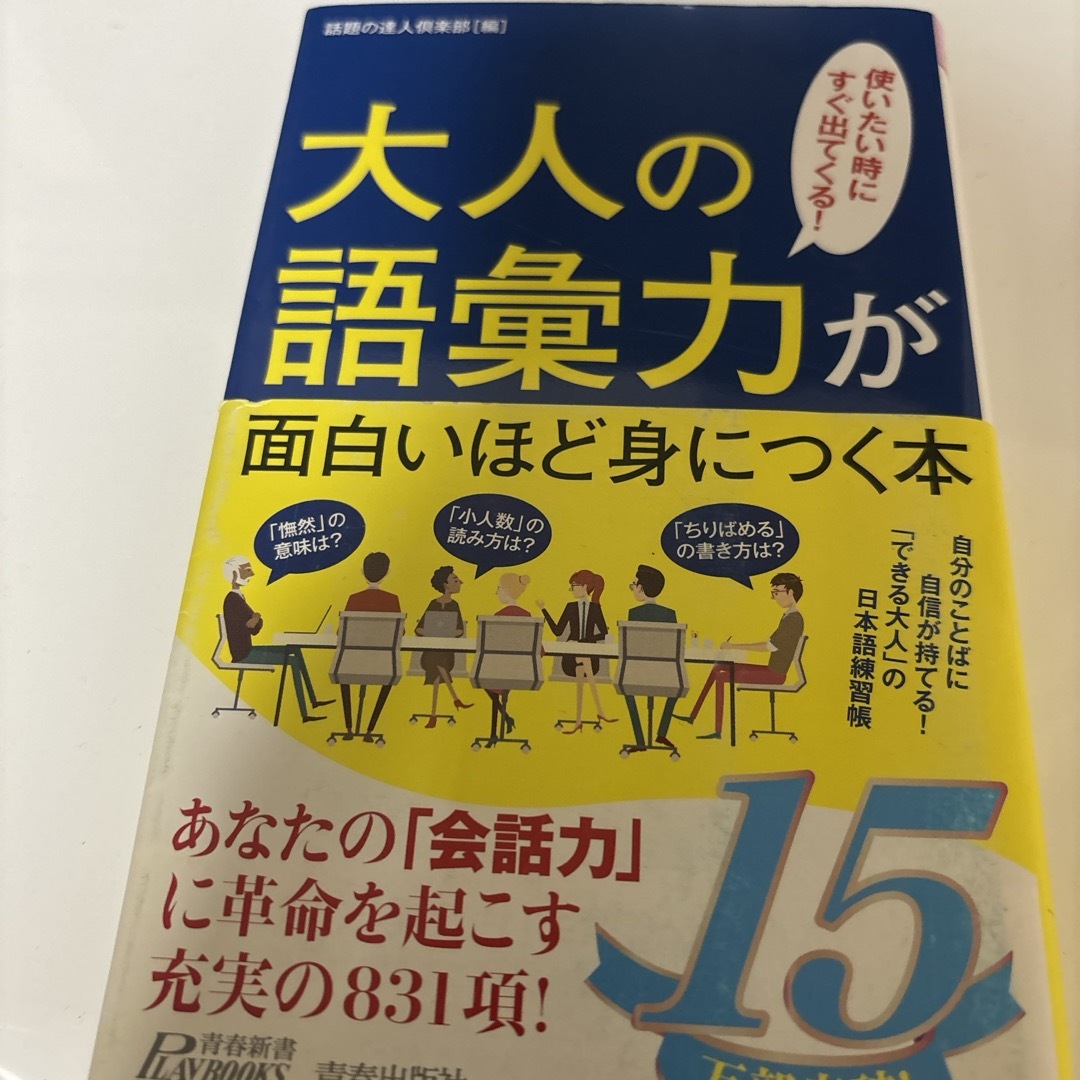 話題の達人倶楽部[編]
使いたい時に
すぐ出てくる!
大人の
語彙力が
面白いほど身につく本
「憮然」の
意味は?
「小人数」の
読み方は?
「ちりばめる」
の書き方は?
自分のことばに
自信が持てる!
「できる大人」の
日本語練習帳
あなたの「会話力」
に革命を起こす
充実の831項!
15
青春新書
PLAYBOOKS
青春出版社